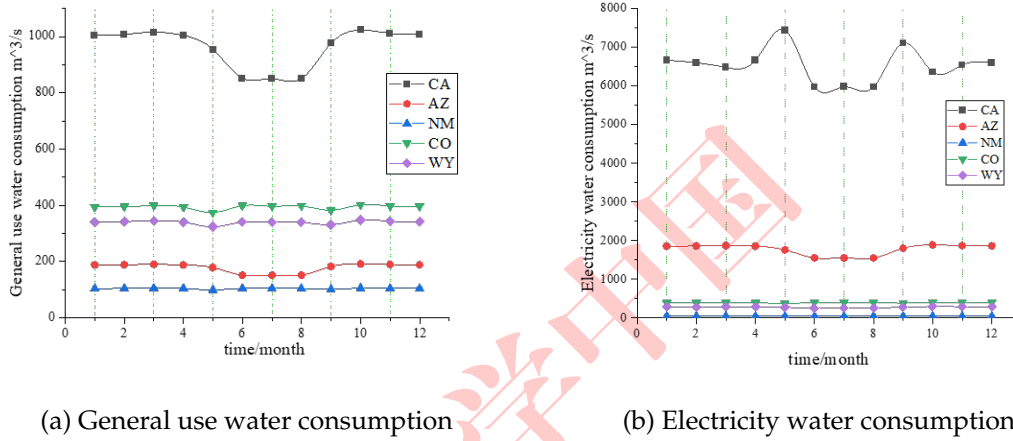 General use water consumption m^3/s
1000
800
600
400
200
0
0 2 4 6 8 10 12
time/month
CA
AZ
NM
CO
WY
(a) General use water consumption
Electricity water consumption m^3/s
8000
7000
6000
5000
4000
3000
2000
1000
0
0 2 4 6 8 10 12
time/month
CA
AZ
NM
CO
WY
(b) Electricity water consumption
学中国